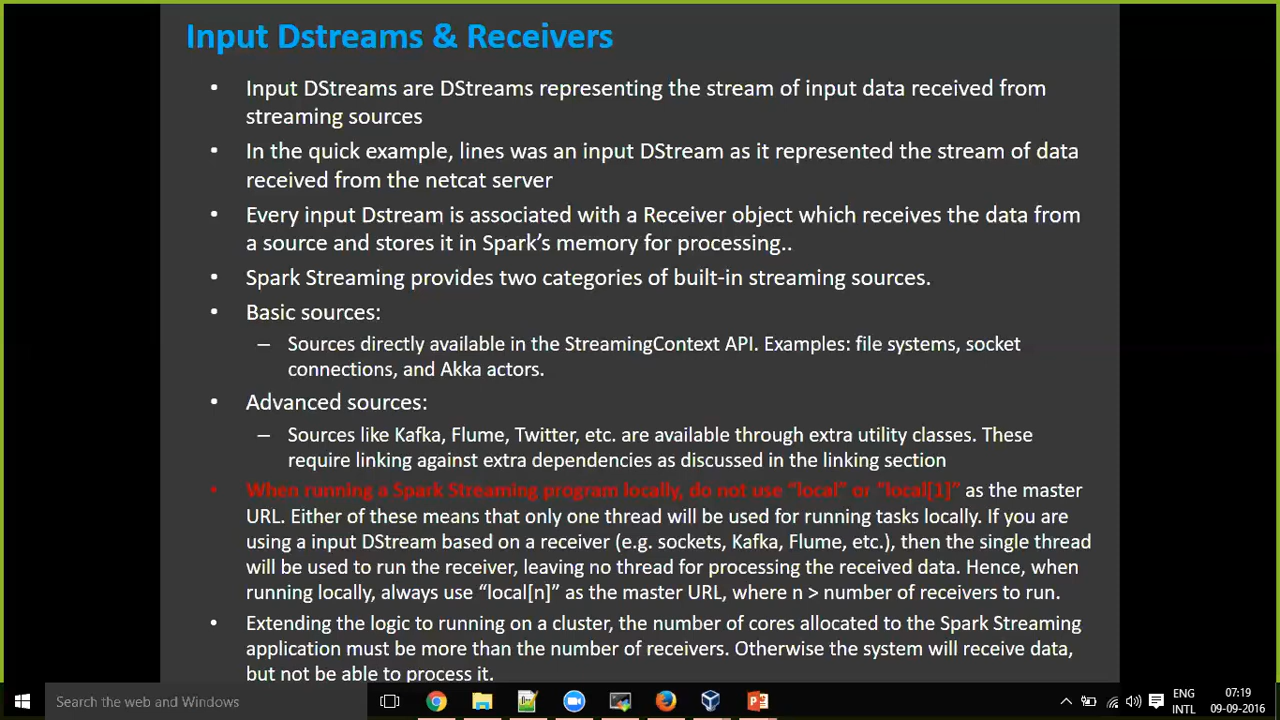 Input Dstreams & Receivers
• Input DStreams are DStreams representing the stream of input data received from
streaming sources
• In the quick example, lines was an input DStream as it represented the stream of data
received from the netcat server
• Every input Dstream is associated with a Receiver object which receives the data from
a source and stores it in Spark’s memory for processing..
• Spark Streaming provides two categories of built-in streaming sources.
• Basic sources:
– Sources directly available in the StreamingContext API. Examples: file systems, socket
connections, and Akka actors.
• Advanced sources:
– Sources like Kafka, Flume, Twitter, etc. are available through extra utility classes. These
require linking against extra dependencies as discussed in the linking section
• When running a Spark Streaming program locally, do not use “local” or “local[1]” as the master
URL. Either of these means that only one thread will be used for running tasks locally. If you are
using a input DStream based on a receiver (e.g. sockets, Kafka, Flume, etc.), then the single thread
will be used to run the receiver, leaving no thread for processing the received data. Hence, when
running locally, always use “local[n]” as the master URL, where n > number of receivers to run.
• Extending the logic to running on a cluster, the number of cores allocated to the Spark Streaming
application must be more than the number of receivers. Otherwise the system will receive data,
but not be able to process it.
Search the web and Windows
ENG
INTL
07:19
09-09-2016